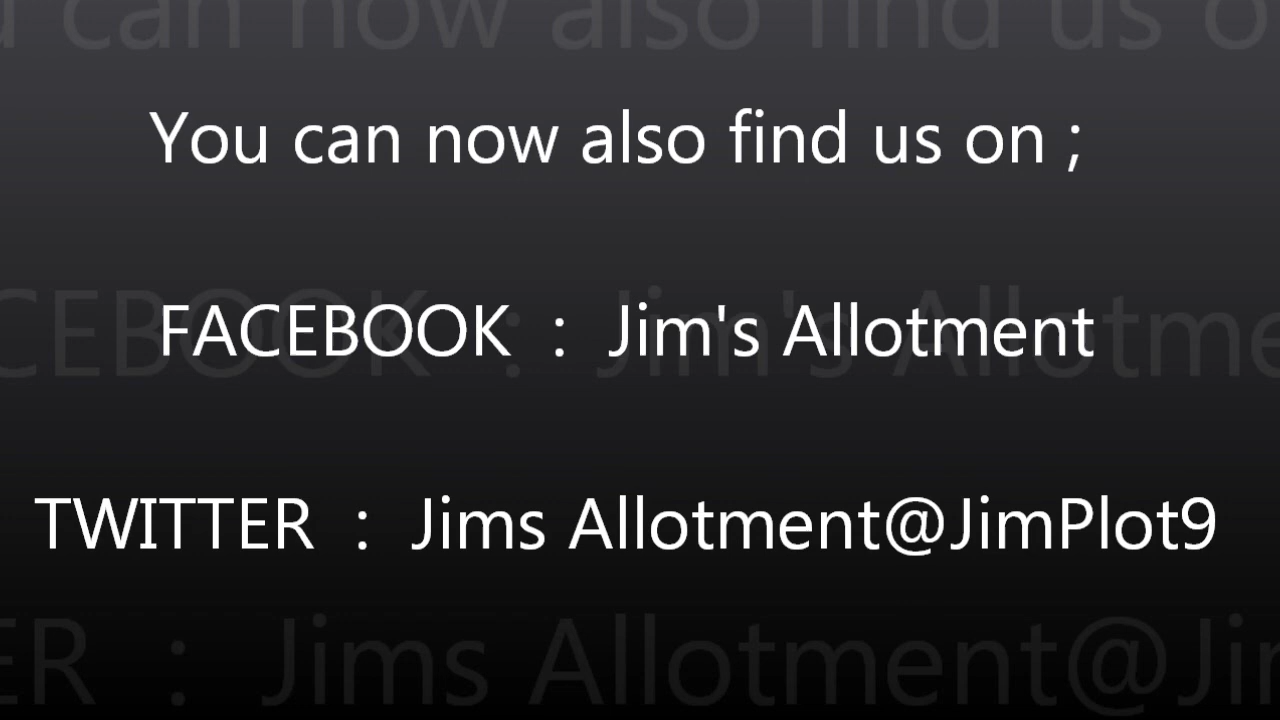 You can now also find us on ;
FACEBOOK : Jim's Allotment
TWITTER : Jims Allotment@JimPlot9